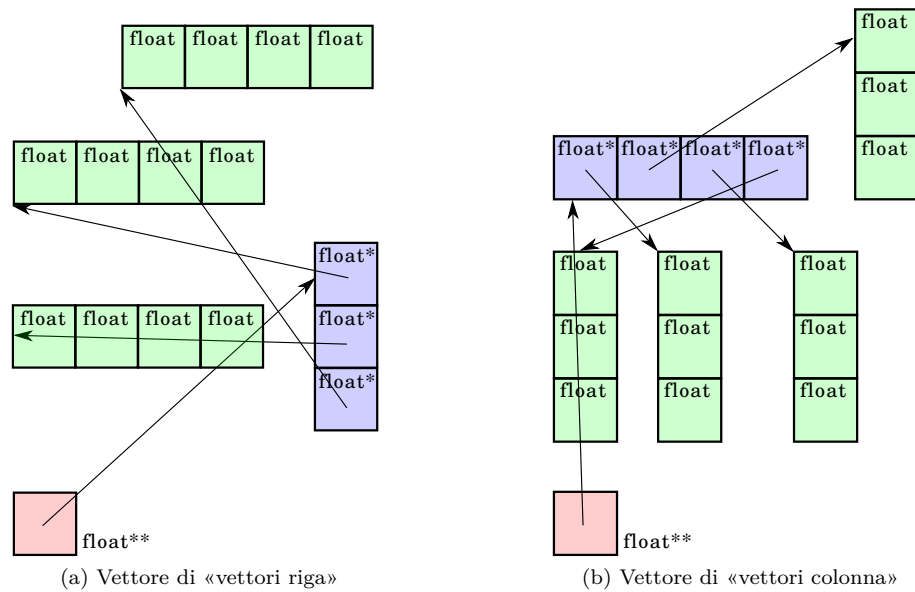 float float float float
float float float float
float*
float float float float
float*
float*
float**
(a) Vettore di «vettori riga»
float
float
float
float* float* float* float*
float float float
float float float
float float float
float**
(b) Vettore di «vettori colonna»